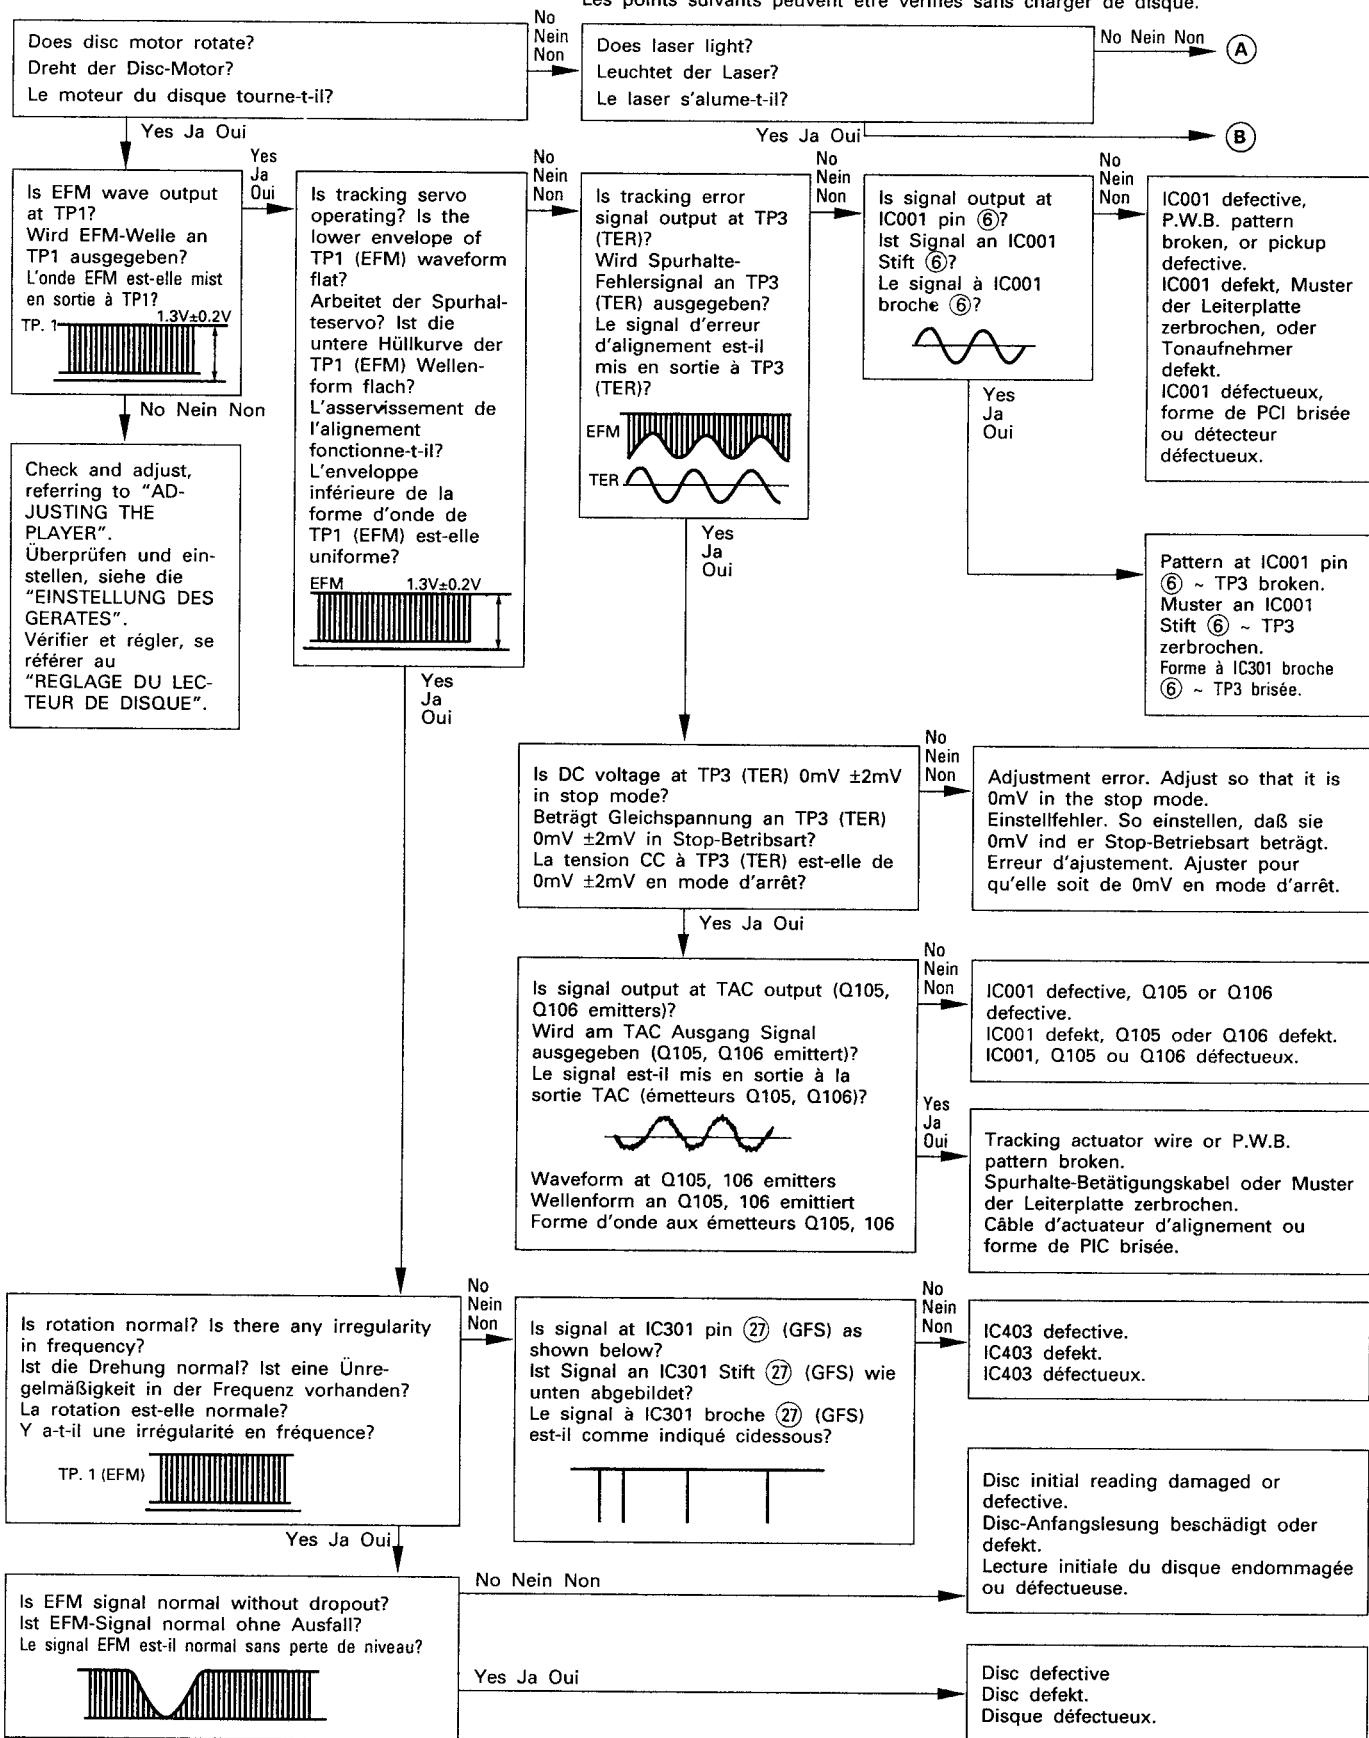 Les points suivants peuvent être vérifiés sans charger de disque.
Does disc motor rotate?
Dreht der Disc-Motor?
Le moteur du disque tourne-t-il?
No
Nein
Non
Does laser light?
Leuchtet der Laser?
Le laser s'alume-t-il?
No Nein Non
A
Yes Ja Oui
B
Yes Ja Oui
Is EFM wave output
at TP1?
Wird EFM-Welle an
TP1 ausgegeben?
L'onde EFM est-elle mist
en sortie à TP1?
TP. 1
1.3V±0.2V
Yes
Ja
Oui
No Nein Non
Check and adjust,
referring to "AD-
JUSTING THE
PLAYER".
Überprüfen und ein-
stellen, siehe die
"EINSTELLUNG DES
GERATES".
Vérifier et régler, se
référer au
"REGLAGE DU LEC-
TEUR DE DISQUE".
Is tracking servo
operating? Is the
lower envelope of
TP1 (EFM) waveform
flat?
Arbeitet der Spurhal-
teservo? Ist die
untere Hüllkurve der
TP1 (EFM) Wellen-
form flach?
L'asservissement de
l'alignement
fonctionne-t-il?
L'enveloppe
inférieure de la
forme d'onde de
TP1 (EFM) est-elle
uniforme?
EFM
1.3V±0.2V
No
Nein
Non
Is tracking error
signal output at TP3
(TER)?
Wird Spurhalte-
Fehlersignal an TP3
(TER) ausgegeben?
Le signal d'erreur
d'alignement est-il
mis en sortie à TP3
(TER)?
EFM
TER
No
Nein
Non
Is signal output at
IC001 pin ⑥?
Ist Signal an IC001
Stift ⑥?
Le signal à IC001
broche ⑥?
No
Nein
Non
IC001 defective,
P.W.B. pattern
broken, or pickup
defective.
IC001 defekt, Muster
der Leiterplatte
zerbrochen, oder
Tonaufnehmer
defekt.
IC001 défectueux,
forme de PCI brisée
ou détecteur
défectueux.
Yes
Ja
Oui
Pattern at IC001 pin
⑥ ~ TP3 broken.
Muster an IC001
Stift ⑥ ~ TP3
zerbrochen.
Forme à IC301 broche
⑥ ~ TP3 brisée.
Yes
Ja
Oui
Yes
Ja
Oui
Is DC voltage at TP3 (TER) 0mV ±2mV
in stop mode?
Beträgt Gleichspannung an TP3 (TER)
0mV ±2mV in Stop-Betribsart?
La tension CC à TP3 (TER) est-elle de
0mV ±2mV en mode d'arrêt?
No
Nein
Non
Adjustment error. Adjust so that it is
0mV in the stop mode.
Einstellfehler. So einstellen, daß sie
0mV ind er Stop-Betriebsart beträgt.
Erreur d'ajustement. Ajuster pour
qu'elle soit de 0mV en mode d'arrêt.
Yes Ja Oui
Is signal output at TAC output (Q105,
Q106 emitters)?
Wird am TAC Ausgang Signal
ausgegeben (Q105, Q106 emittert)?
Le signal est-il mis en sortie à la
sortie TAC (émetteurs Q105, Q106)?
Waveform at Q105, 106 emitters
Wellenform an Q105, 106 emittiert
Forme d'onde aux émetteurs Q105, 106
No
Nein
Non
IC001 defective, Q105 or Q106
defective.
IC001 defekt, Q105 oder Q106 defekt.
IC001, Q105 ou Q106 défectueux.
Yes
Ja
Oui
Tracking actuator wire or P.W.B.
pattern broken.
Spurhalte-Betätigungskabel oder Muster
der Leiterplatte zerbrochen.
Câble d'actuateur d'alignement ou
forme de PIC brisée.
Is rotation normal? Is there any irregularity
in frequency?
Ist die Drehung normal? Ist eine Ünre-
gelmäßigkeit in der Frequenz vorhanden?
La rotation est-elle normale?
Y a-t-il une irrégularité en fréquence?
TP. 1 (EFM)
No
Nein
Non
Is signal at IC301 pin ㉗ (GFS) as
shown below?
Ist Signal an IC301 Stift ㉗ (GFS) wie
unten abgebildet?
Le signal à IC301 broche ㉗ (GFS)
est-il comme indiqué cidessous?
No
Nein
Non
IC403 defective.
IC403 defekt.
IC403 défectueux.
Yes Ja Oui
Is EFM signal normal without dropout?
Ist EFM-Signal normal ohne Ausfall?
Le signal EFM est-il normal sans perte de niveau?
No Nein Non
Disc initial reading damaged or
defective.
Disc-Anfangslesung beschädigt oder
defekt.
Lecture initiale du disque endommagée
ou défectueuse.
Yes Ja Oui
Disc defective
Disc defekt.
Disque défectueux.